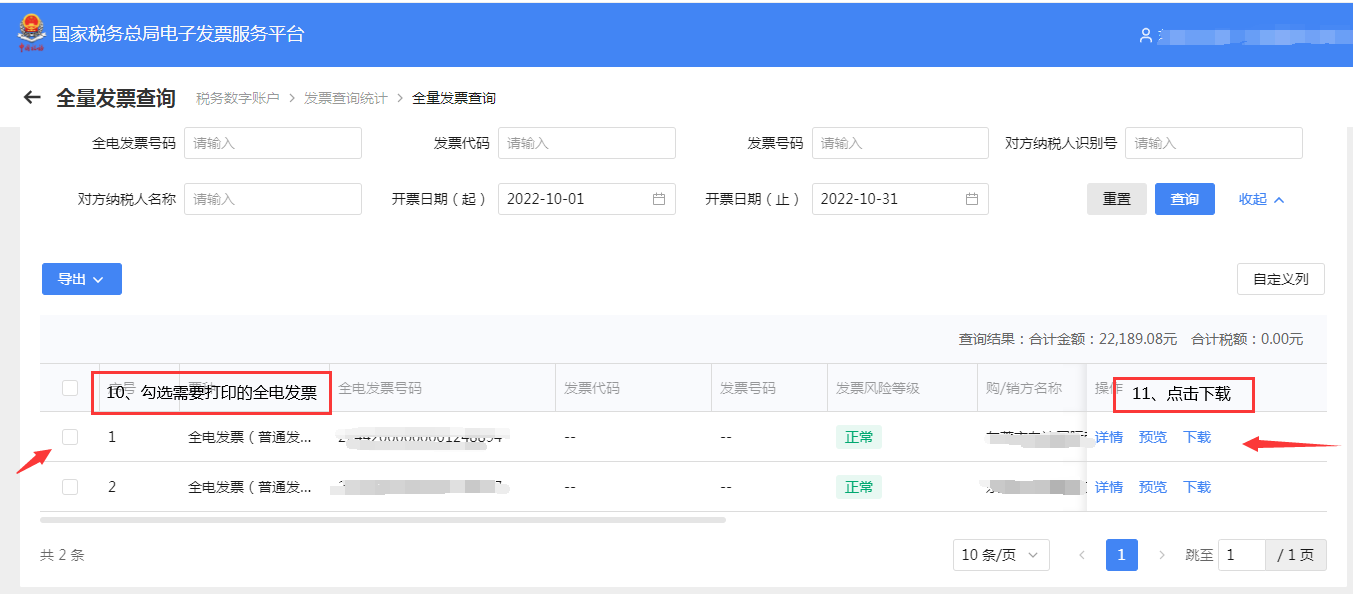 国家税务总局电子发票服务平台
全量发票查询 税务数字账户 > 发票查询统计 > 全量发票查询
全电发票号码 请输入 发票代码 请输入 发票号码 请输入 对方纳税人识别号 请输入
对方纳税人名称 请输入 开票日期（起） 2022-10-01 开票日期（止） 2022-10-31 重置 查询 收起
导出 自定义列
查询结果：合计金额：22,189.08元 合计税额：0.00元
10、勾选需要打印的全电发票 全电发票号码 发票代码 发票号码 发票风险等级 购/销方名称 操作 11、点击下载
1 全电发票（普通发... -- -- 正常 详情 预览 下载
2 全电发票（普通发... -- -- 正常 详情 预览 下载
共 2 条 10 条/页 < 1 > 跳至 1 / 1 页